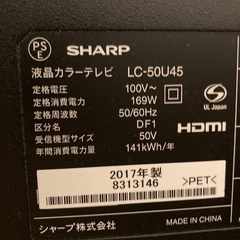 PS
E
SHARP
液晶カラーテレビ LC-50U45
定格電圧 100V~
定格消費電力 169W
定格周波数 50/60Hz
区分名 DF1
受信機型サイズ 50V
年間消費電力量 141kWh/年
UL Japan
HDMI
2017年製
8313146
>PET<
シャープ株式会社
MADE IN CHINA